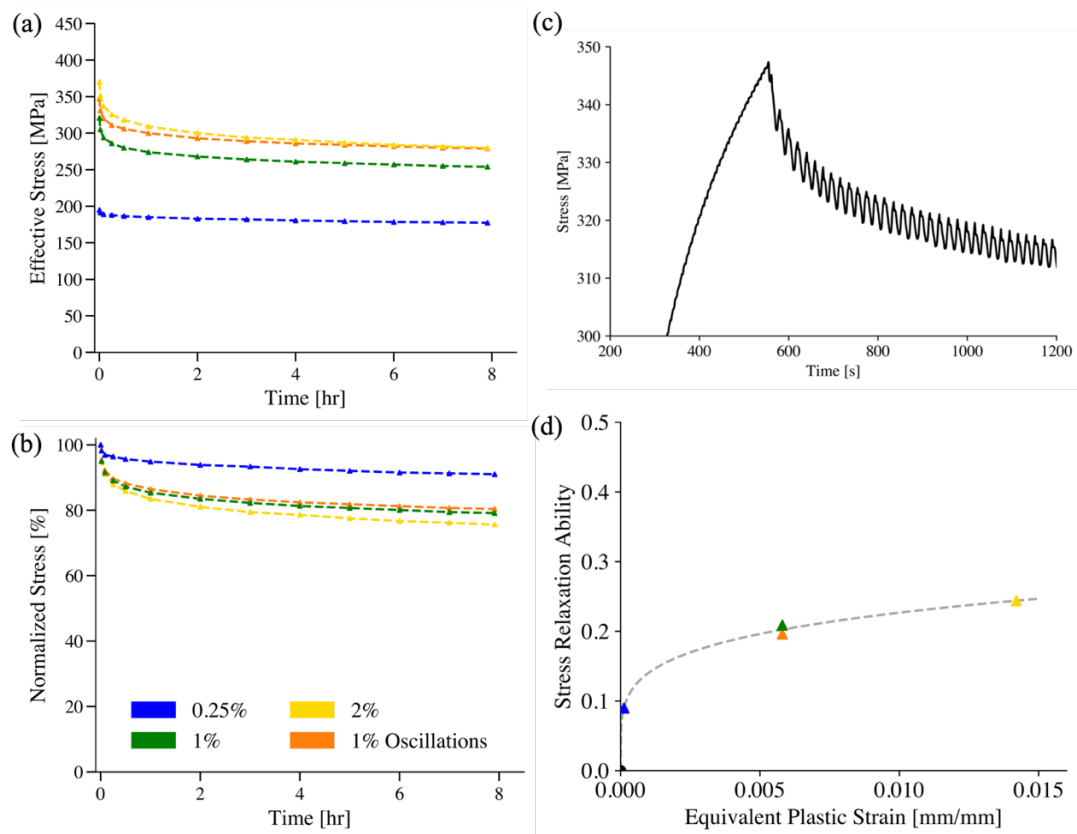 (a)
450
400
350
300
250
200
150
100
50
0
Effective Stress [MPa]
0 2 4 6 8
Time [hr]
(c)
350
340
330
320
310
300
Stress [MPa]
200 400 600 800 1000 1200
Time [s]
(b)
100
80
60
40
20
0
Normalized Stress [%]
0.25%
2%
1%
1% Oscillations
0 2 4 6 8
Time [hr]
(d)
0.5
0.4
0.3
0.2
0.1
0.0
Stress Relaxation Ability
0.000 0.005 0.010 0.015
Equivalent Plastic Strain [mm/mm]